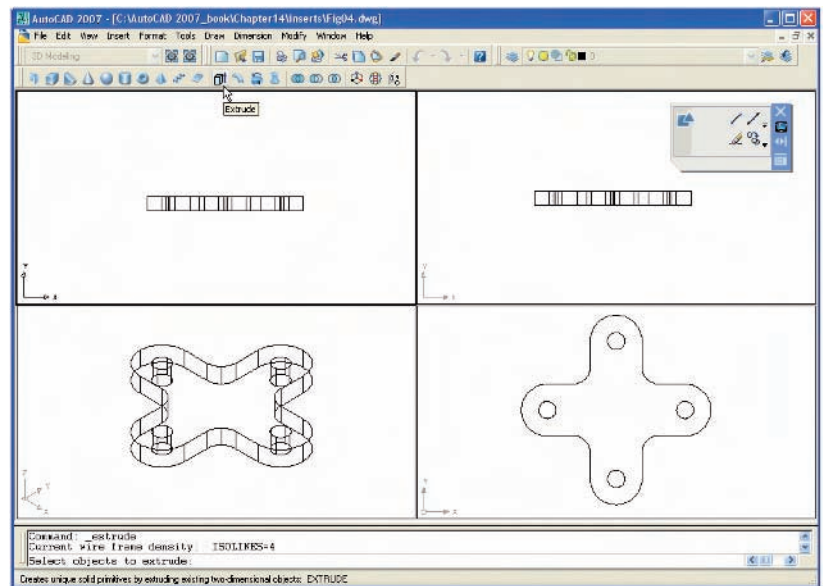 AutoCAD 2007 - [C:\AutoCAD 2007_book\Chapter14\inserts\Fig04.dwg]
File Edit View Insert Format Tools Draw Dimension Modify Window Help
3D Modeling
0
Extrude
Y
X
Y
X
Z
Y
X
Y
X
Command: _extrude
Current wire frame density: ISOLINES=4
Select objects to extrude:
Creates unique solid primitives by extruding existing two-dimensional objects: EXTRUDE